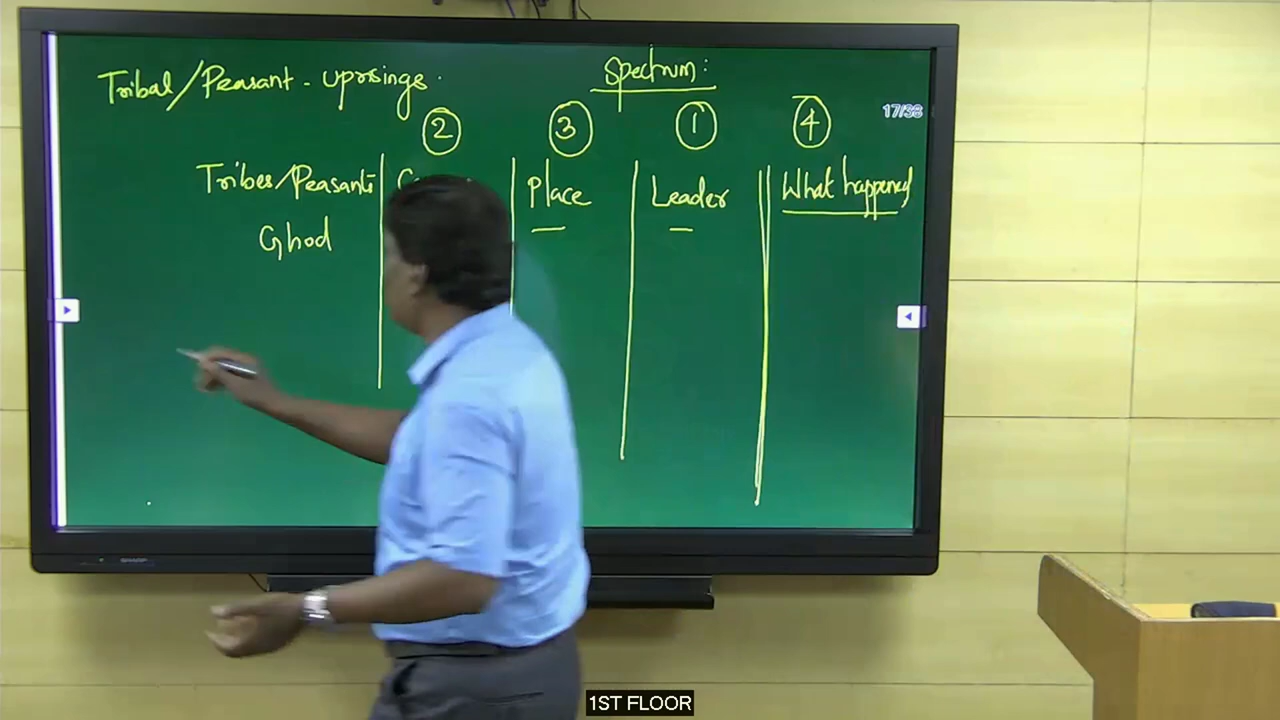 Tribal/Peasant - uprisings.
Spectrum:
17/38
2 3 1 4
Tribes/Peasants Place Leader What happened
Ghod
SHARP
1ST FLOOR